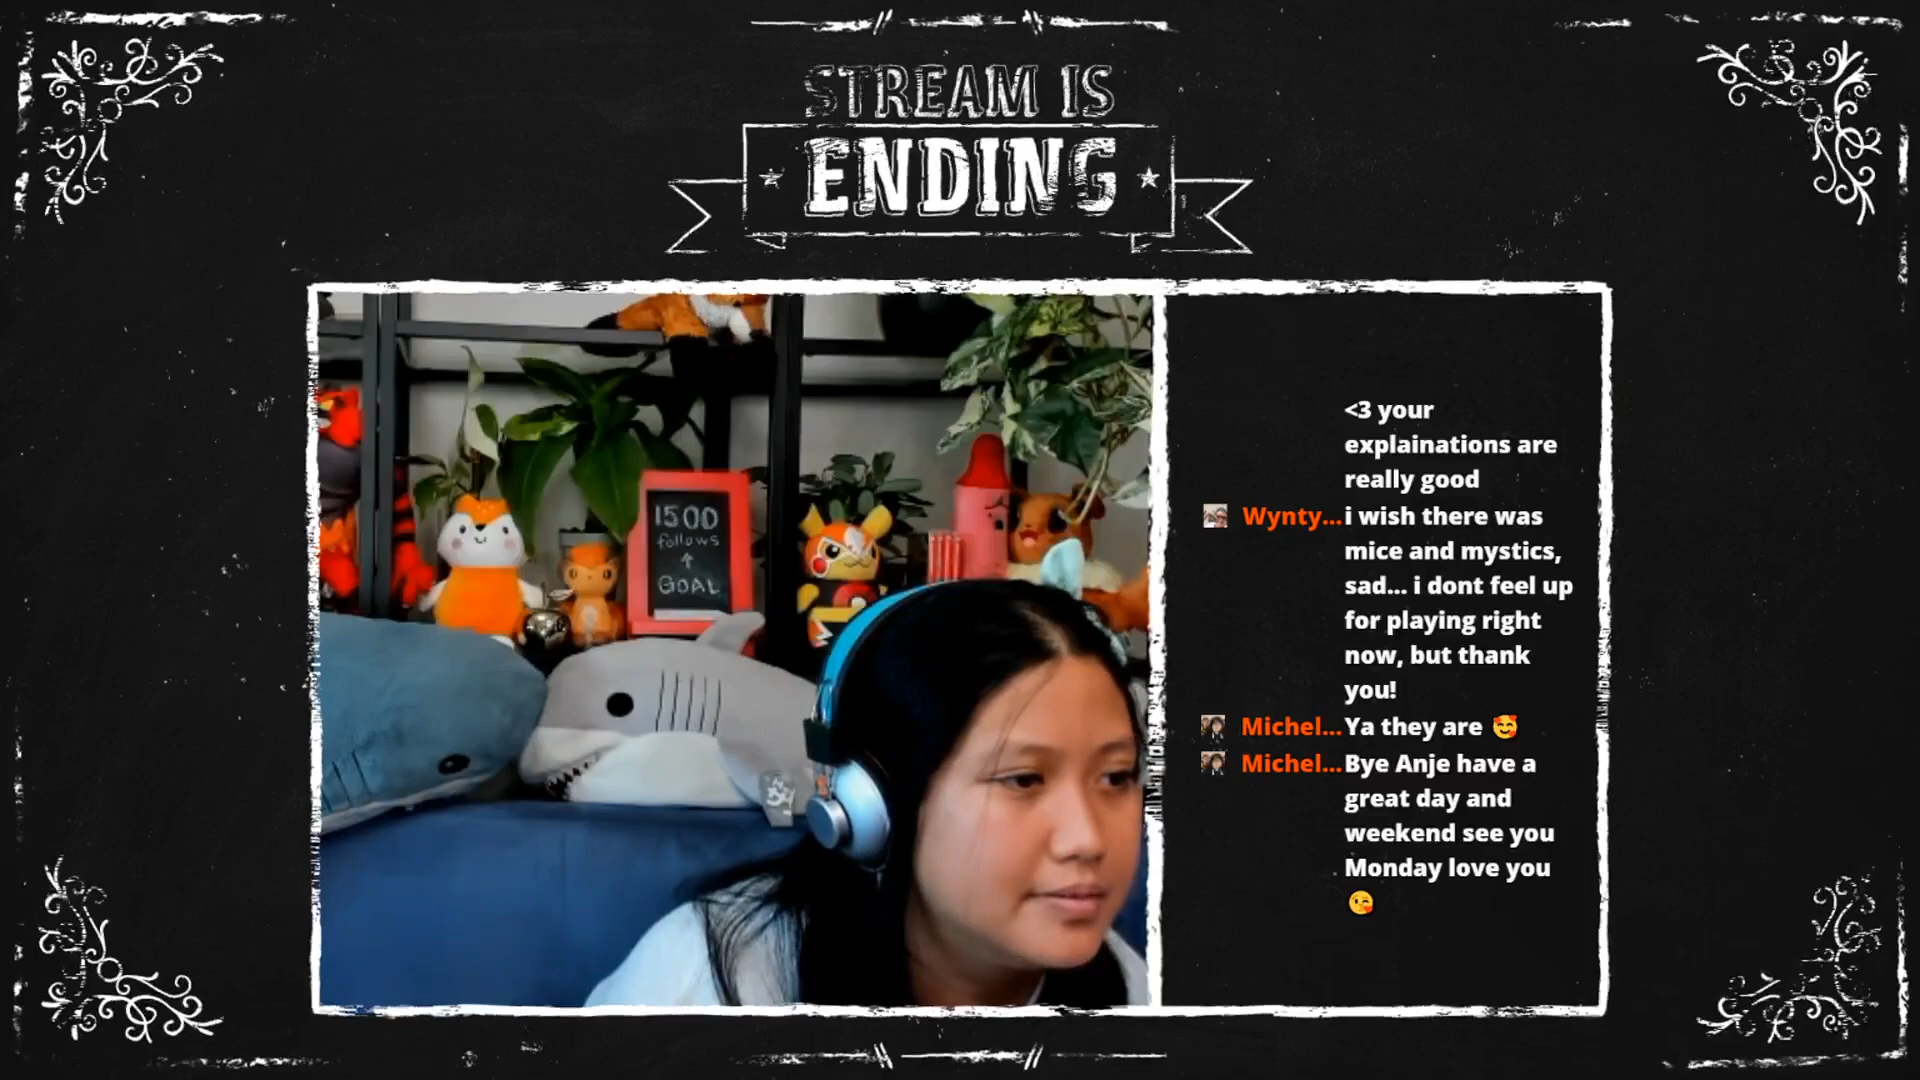 STREAM IS
ENDING
1500
follows
GOAL
<3 your
explainations are
really good
Wynty... i wish there was
mice and mystics,
sad... i dont feel up
for playing right
now, but thank
you!
Michel... Ya they are 🥰
Michel... Bye Anje have a
great day and
weekend see you
Monday love you
😘